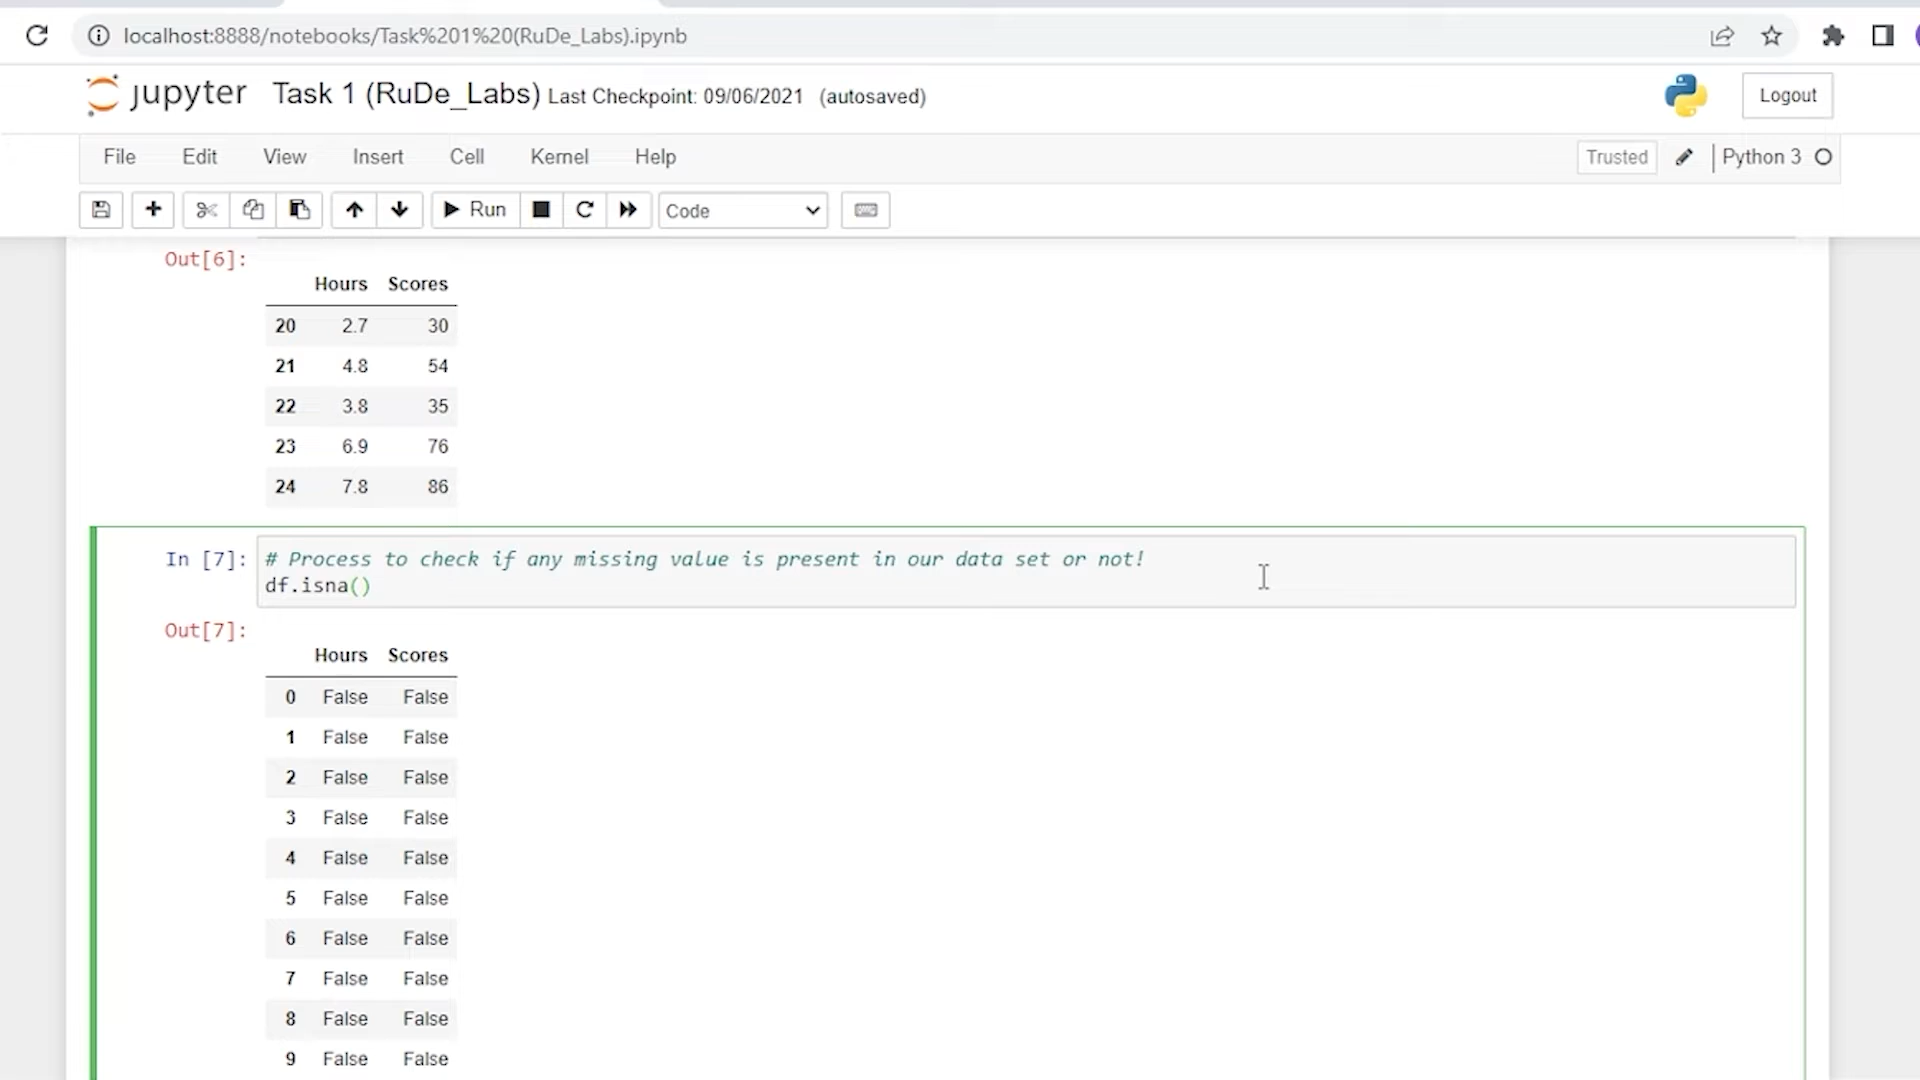 localhost:8888/notebooks/Task%201%20(RuDe_Labs).ipynb
jupyter Task 1 (RuDe_Labs) Last Checkpoint: 09/06/2021 (autosaved)
Logout
File Edit View Insert Cell Kernel Help
Trusted Python 3
Run Code
Out[6]:
Hours Scores
20 2.7 30
21 4.8 54
22 3.8 35
23 6.9 76
24 7.8 86
In [7]: # Process to check if any missing value is present in our data set or not!
df.isna()
Out[7]:
Hours Scores
0 False False
1 False False
2 False False
3 False False
4 False False
5 False False
6 False False
7 False False
8 False False
9 False False